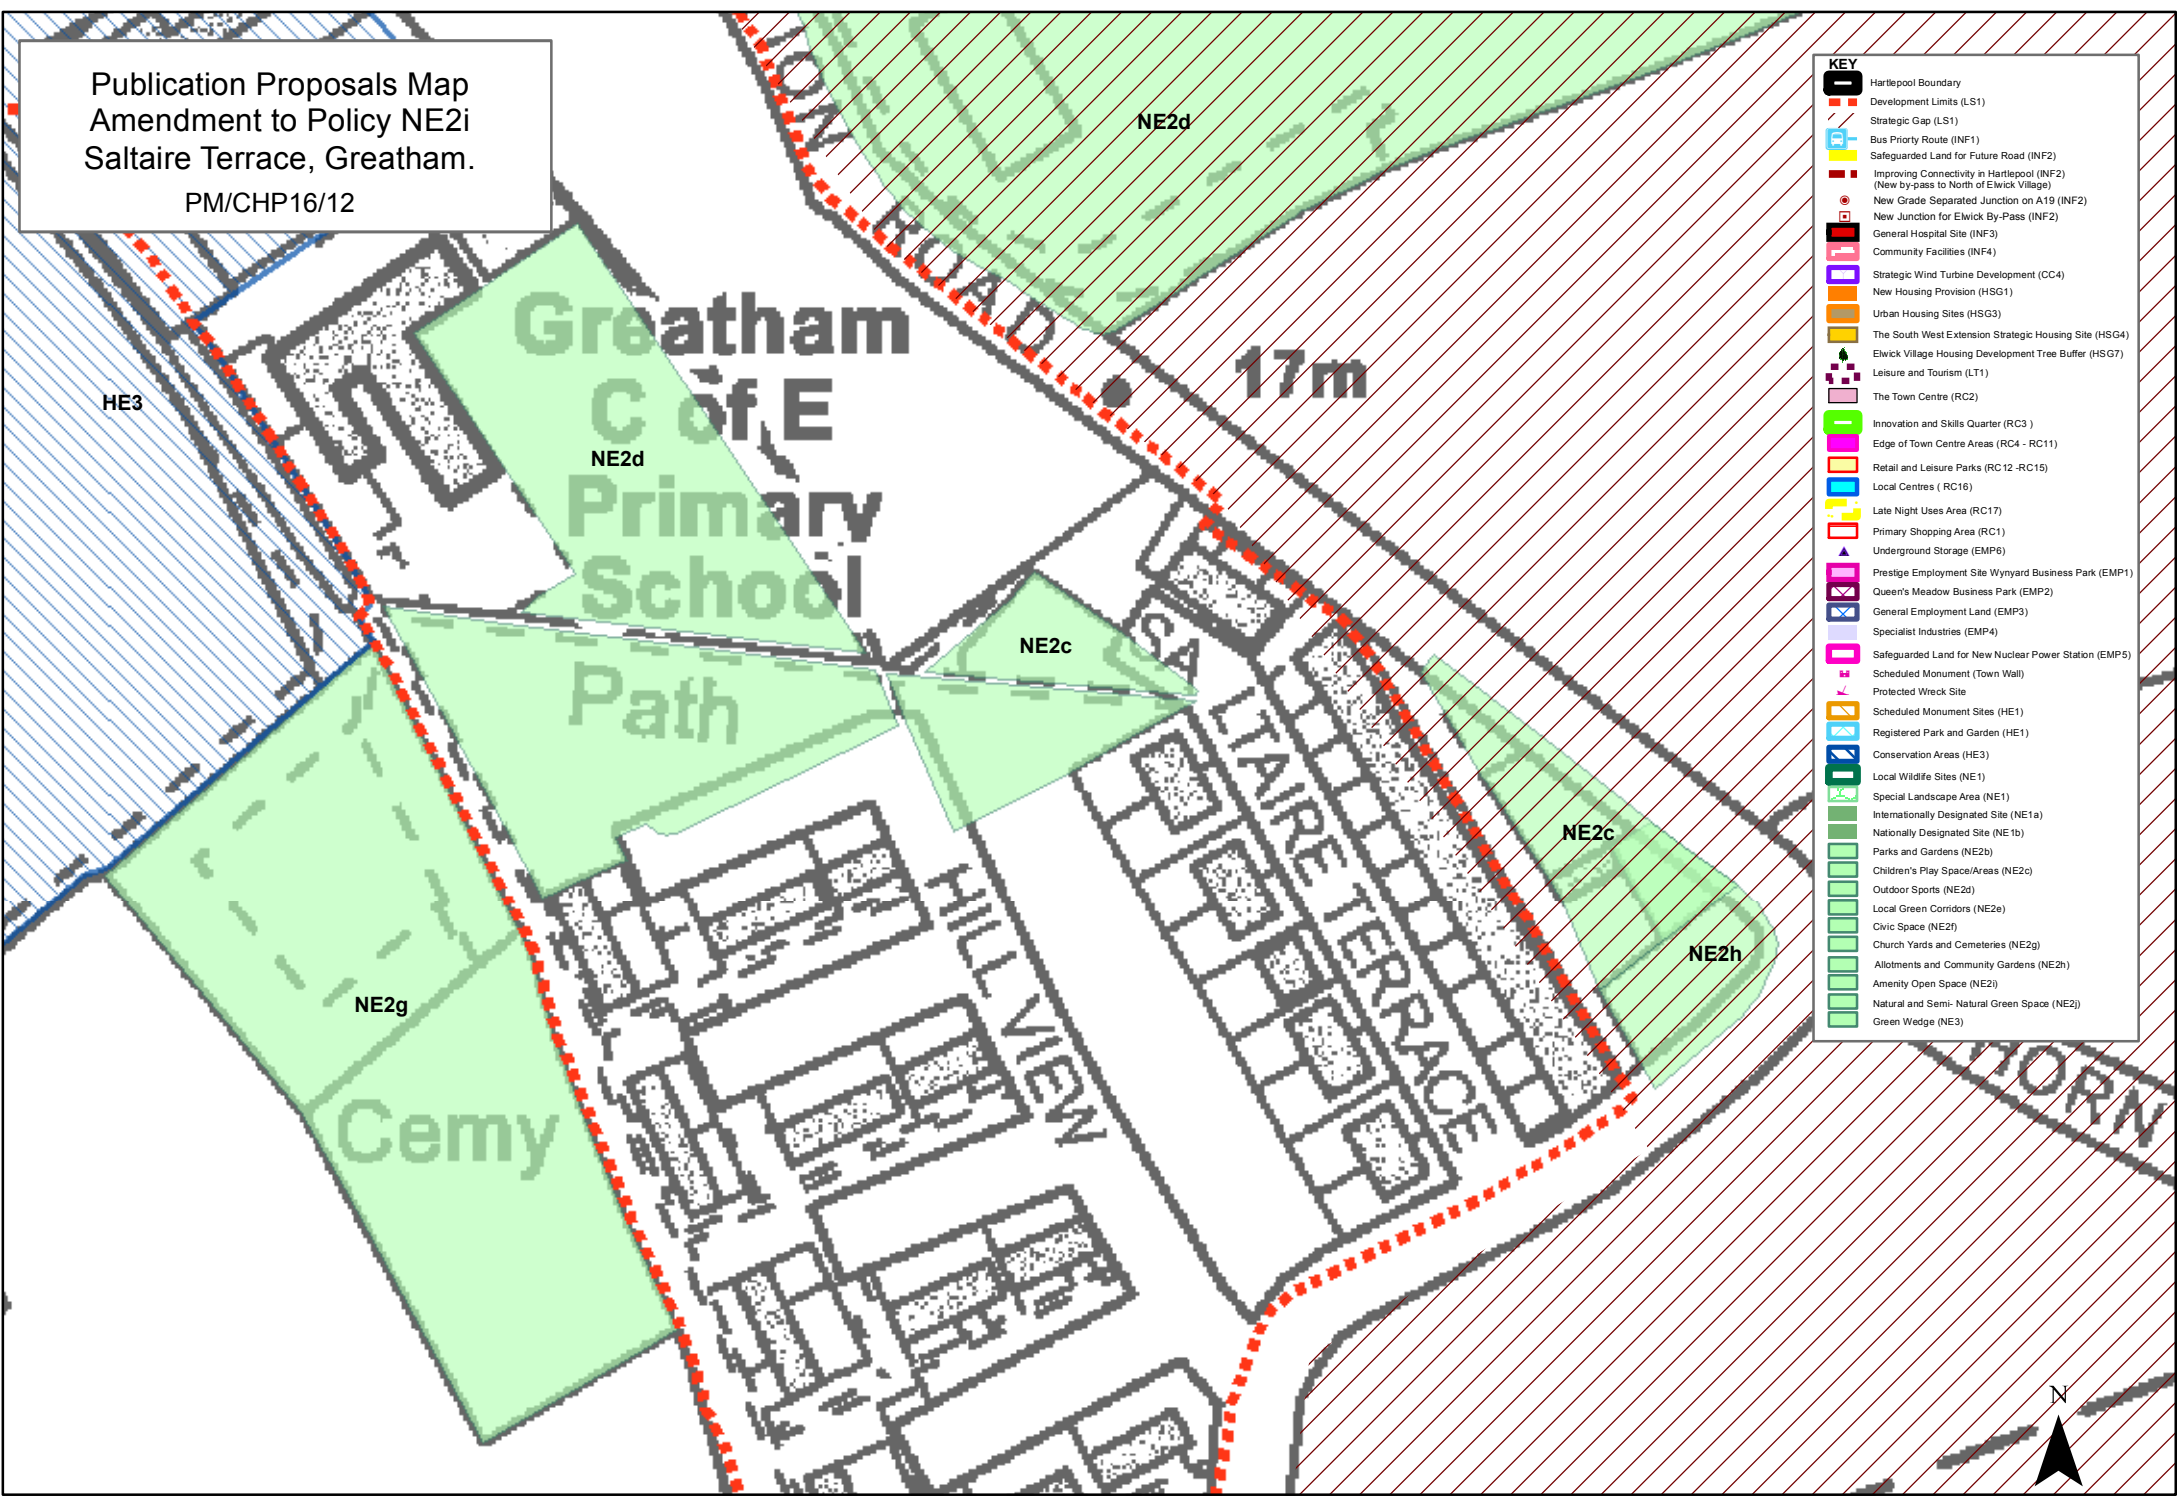 Publication Proposals Map
Amendment to Policy NE2i
Saltaire Terrace, Greatham.
PM/CHP16/12
ROAD
NE2d
17m
Greatham
C of E
Primary
School
HE3
NE2d
NE2c
Path
LTAIRE TERRACE
NE2c
NE2h
HILL VIEW
NE2g
Cemy
HORN
N
KEY
Hartlepool Boundary
Development Limits (LS1)
Strategic Gap (LS1)
Bus Priorty Route (INF1)
Safeguarded Land for Future Road (INF2)
Improving Connectivity in Hartlepool (INF2)
(New by-pass to North of Elwick Village)
New Grade Separated Junction on A19 (INF2)
New Junction for Elwick By-Pass (INF2)
General Hospital Site (INF3)
Community Facilities (INF4)
Strategic Wind Turbine Development (CC4)
New Housing Provision (HSG1)
Urban Housing Sites (HSG3)
The South West Extension Strategic Housing Site (HSG4)
Elwick Village Housing Development Tree Buffer (HSG7)
Leisure and Tourism (LT1)
The Town Centre (RC2)
Innovation and Skills Quarter (RC3 )
Edge of Town Centre Areas (RC4 - RC11)
Retail and Leisure Parks (RC12 -RC15)
Local Centres ( RC16)
Late Night Uses Area (RC17)
Primary Shopping Area (RC1)
Underground Storage (EMP6)
Prestige Employment Site Wynyard Business Park (EMP1)
Queen's Meadow Business Park (EMP2)
General Employment Land (EMP3)
Specialist Industries (EMP4)
Safeguarded Land for New Nuclear Power Station (EMP5)
Scheduled Monument (Town Wall)
Protected Wreck Site
Scheduled Monument Sites (HE1)
Registered Park and Garden (HE1)
Conservation Areas (HE3)
Local Wildlife Sites (NE1)
Special Landscape Area (NE1)
Internationally Designated Site (NE1a)
Nationally Designated Site (NE1b)
Parks and Gardens (NE2b)
Children's Play Space/Areas (NE2c)
Outdoor Sports (NE2d)
Local Green Corridors (NE2e)
Civic Space (NE2f)
Church Yards and Cemeteries (NE2g)
Allotments and Community Gardens (NE2h)
Amenity Open Space (NE2i)
Natural and Semi- Natural Green Space (NE2j)
Green Wedge (NE3)